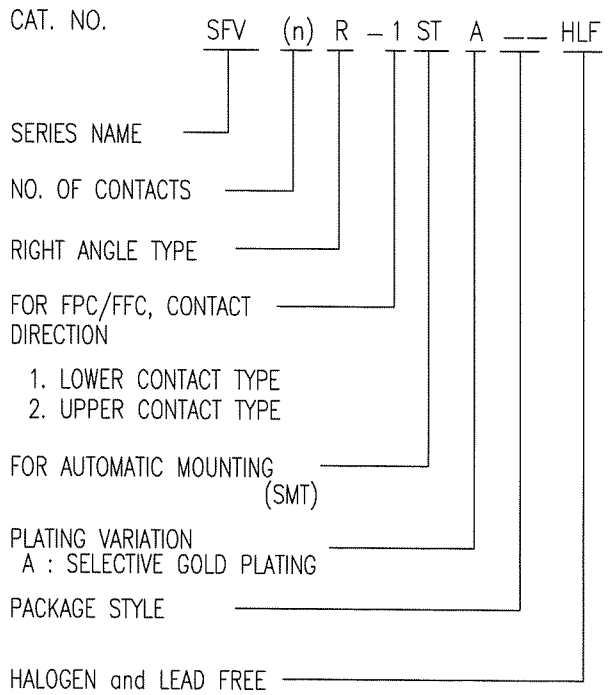 CAT. NO. SFV (n) R - 1 ST A __ HLF
SERIES NAME
NO. OF CONTACTS
RIGHT ANGLE TYPE
FOR FPC/FFC, CONTACT
DIRECTION
1. LOWER CONTACT TYPE
2. UPPER CONTACT TYPE
FOR AUTOMATIC MOUNTING
(SMT)
PLATING VARIATION
A : SELECTIVE GOLD PLATING
PACKAGE STYLE
HALOGEN and LEAD FREE